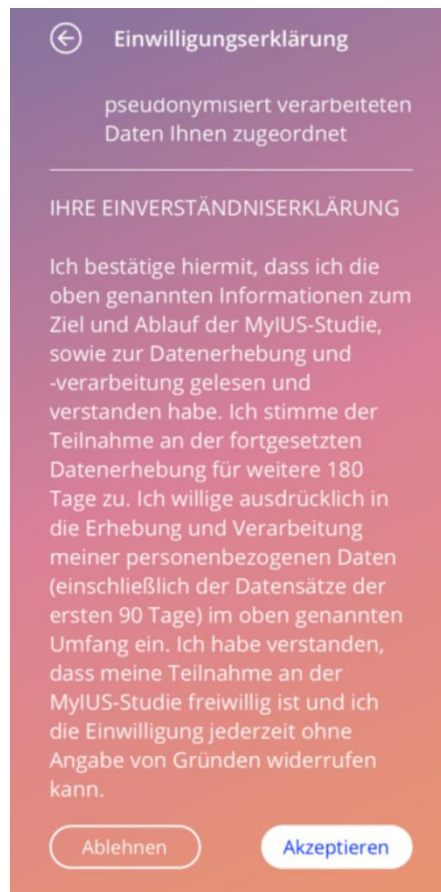 Einwilligungserklärung
pseudonymisiert verarbeiteten
Daten Ihnen zugeordnet
IHRE EINVERSTÄNDNISERKLÄRUNG
Ich bestätige hiermit, dass ich die
oben genannten Informationen zum
Ziel und Ablauf der MyIUS-Studie,
sowie zur Datenerhebung und
-verarbeitung gelesen und
verstanden habe. Ich stimme der
Teilnahme an der fortgesetzten
Datenerhebung für weitere 180
Tage zu. Ich willige ausdrücklich in
die Erhebung und Verarbeitung
meiner personenbezogenen Daten
(einschließlich der Datensätze der
ersten 90 Tage) im oben genannten
Umfang ein. Ich habe verstanden,
dass meine Teilnahme an der
MyIUS-Studie freiwillig ist und ich
die Einwilligung jederzeit ohne
Angabe von Gründen widerrufen
kann.
Ablehnen Akzeptieren